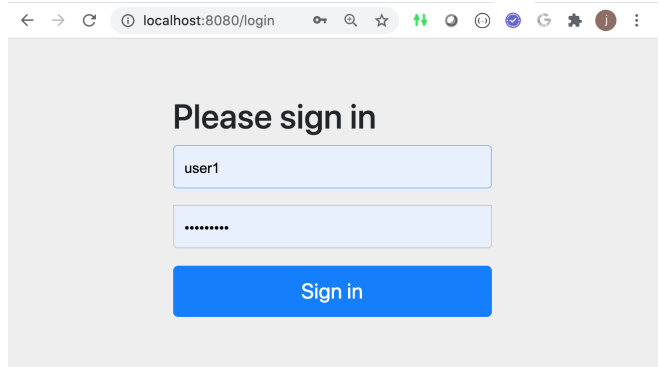 localhost:8080/login
j
Please sign in
user1
•••••••••
Sign in